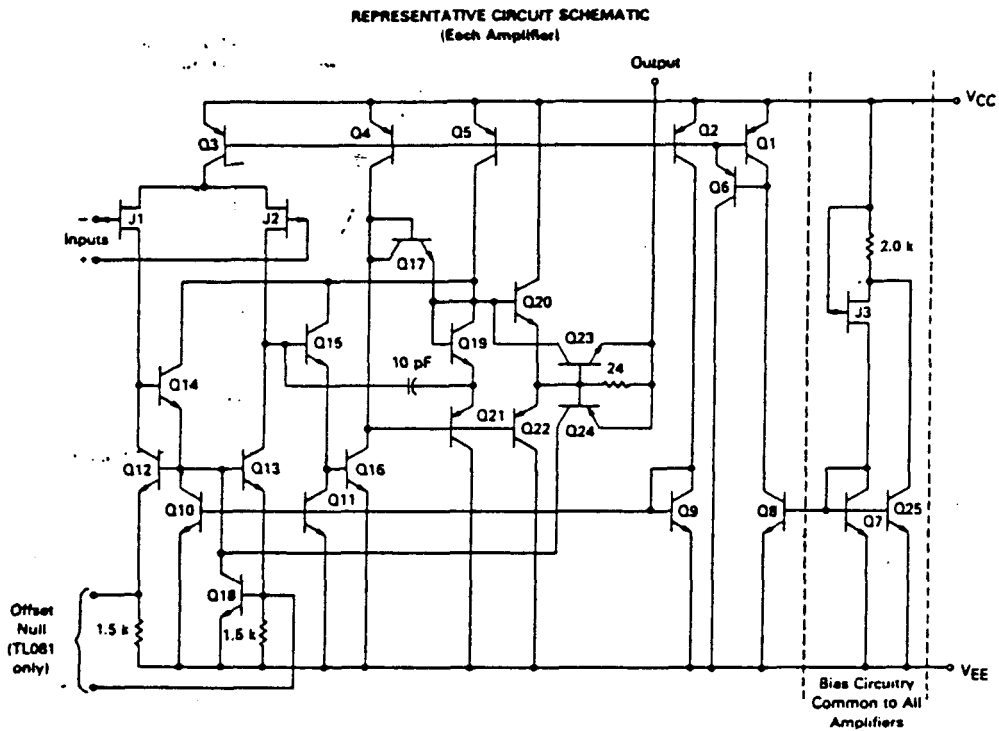 REPRESENTATIVE CIRCUIT SCHEMATIC
(Each Amplifier)
Output
VCC
Q3
Q4
Q5
Q2
Q1
Q6
J1
J2
−
Inputs
+
Q17
2.0 k
J3
Q20
Q15
Q19
Q23
10 pF
24
Q14
Q21
Q22
Q24
Q12
Q13
Q16
Q10
Q11
Q9
Q8
Q7
Q25
Q18
Offset
Null
(TL081
only)
1.5 k
1.5 k
VEE
Bias Circuitry
Common to All
Amplifiers